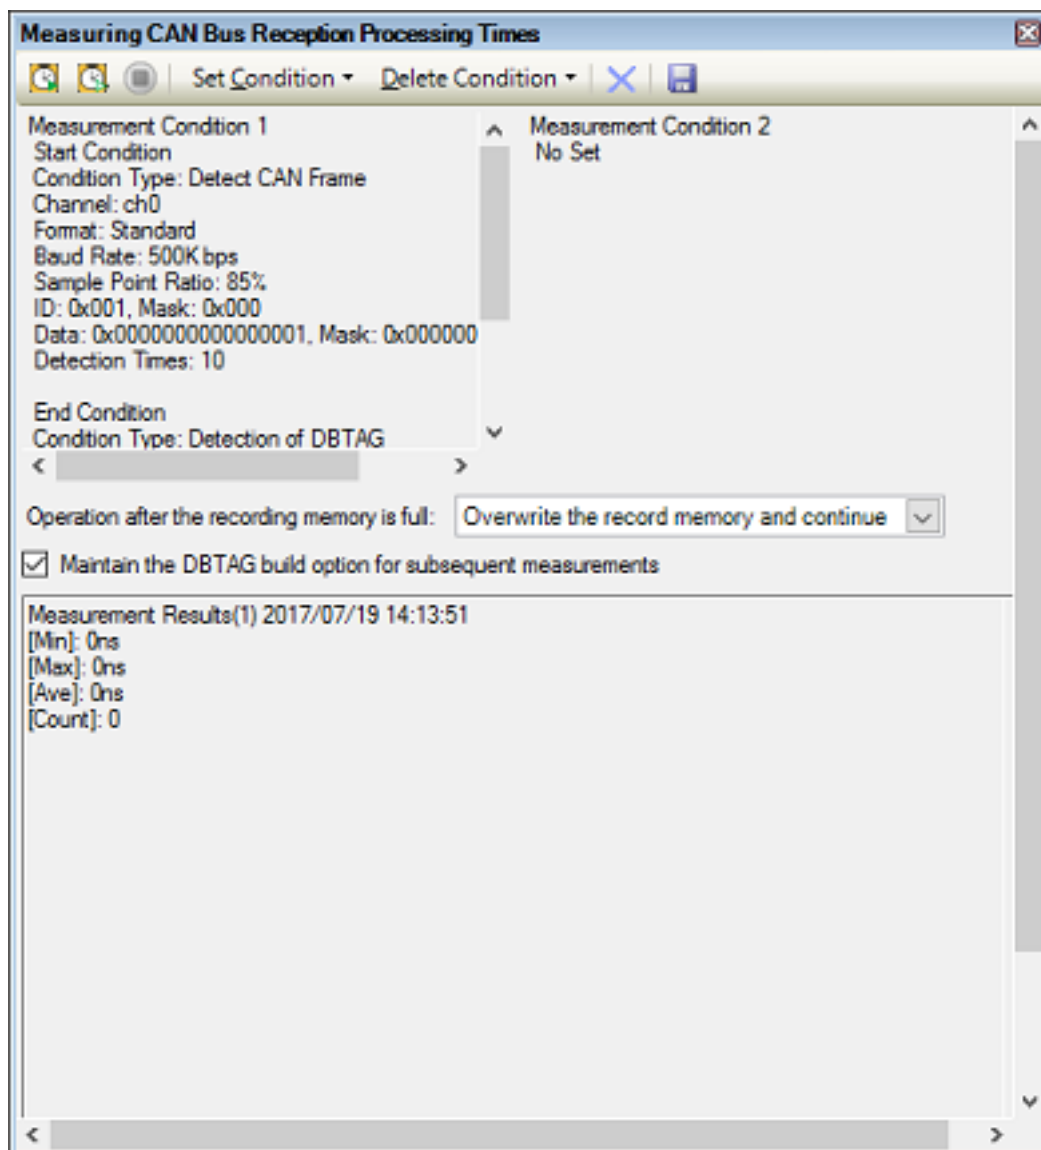 Measuring CAN Bus Reception Processing Times
Set Condition Delete Condition
Measurement Condition 1
Start Condition
Condition Type: Detect CAN Frame
Channel: ch0
Format: Standard
Baud Rate: 500K bps
Sample Point Ratio: 85%
ID: 0x001, Mask: 0x000
Data: 0x0000000000000001, Mask: 0x000000
Detection Times: 10
End Condition
Condition Type: Detection of DBTAG
Measurement Condition 2
No Set
Operation after the recording memory is full: Overwrite the record memory and continue
Maintain the DBTAG build option for subsequent measurements
Measurement Results(1) 2017/07/19 14:13:51
[Min]: 0ns
[Max]: 0ns
[Ave]: 0ns
[Count]: 0